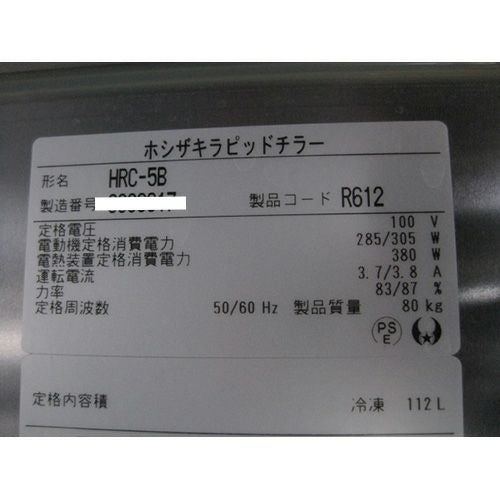 ホシザキラピッドチラー
形名 HRC-5B
製造番号 製品コード R612
定格電圧 100 V
電動機定格消費電力 285/305 W
電熱装置定格消費電力 380 W
運転電流 3.7/3.8 A
力率 83/87 %
定格周波数 50/60 Hz 製品質量 80 kg
PS
E
定格内容積 冷凍 112 L